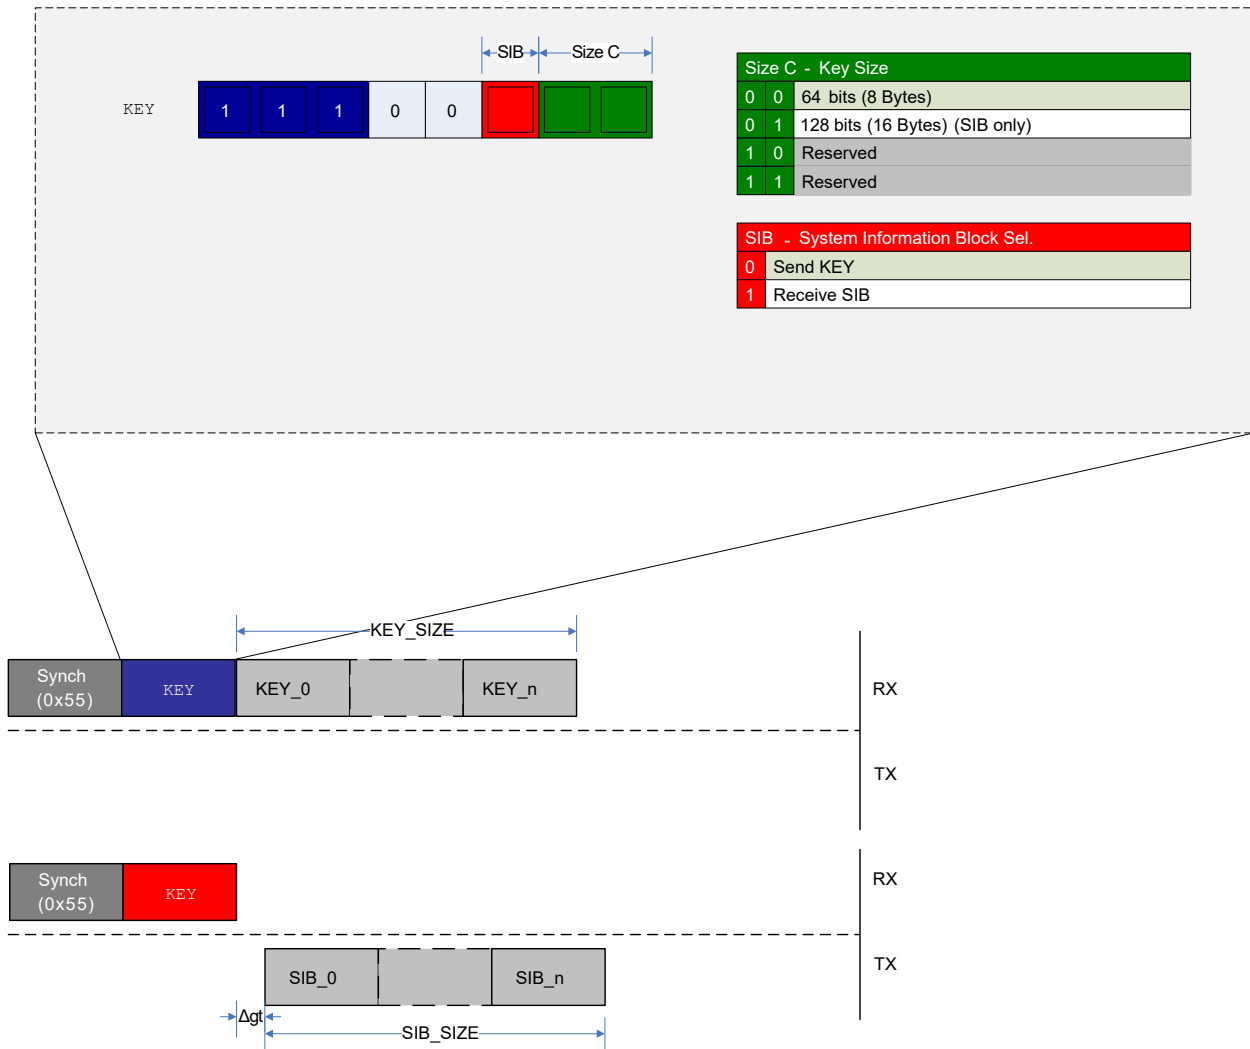 SIB Size C
KEY 1 1 1 0 0
Size C - Key Size
0 0 64 bits (8 Bytes)
0 1 128 bits (16 Bytes) (SIB only)
1 0 Reserved
1 1 Reserved
SIB - System Information Block Sel.
0 Send KEY
1 Receive SIB
KEY_SIZE
Synch
(0x55)
KEY
KEY_0
KEY_n
RX
TX
Synch
(0x55)
KEY
RX
TX
SIB_0
SIB_n
Δgt
SIB_SIZE